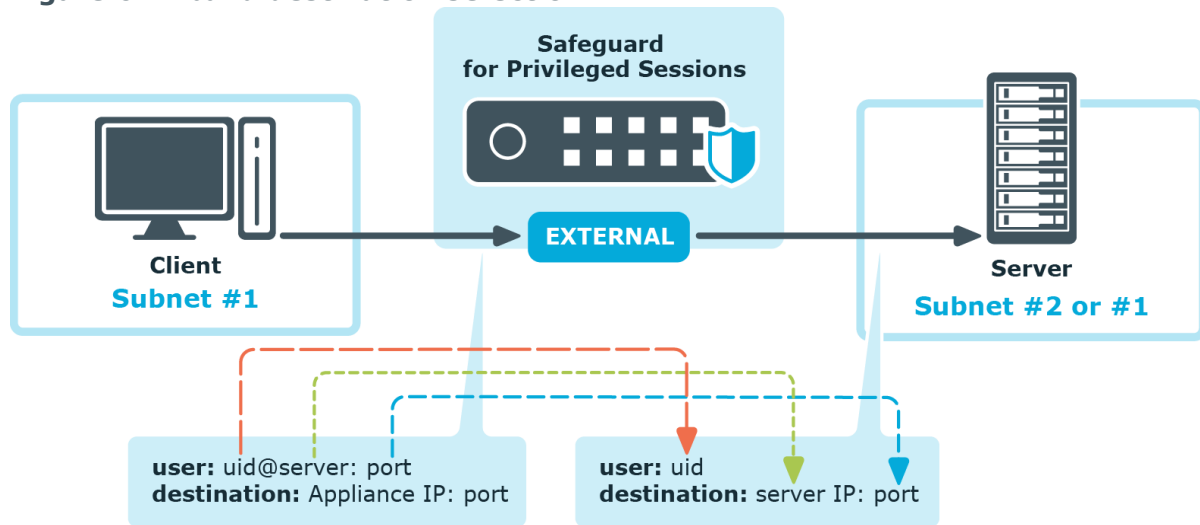 Safeguard
for Privileged Sessions
EXTERNAL
Client
Subnet #1
Server
Subnet #2 or #1
user: uid@server: port
destination: Appliance IP: port
user: uid
destination: server IP: port